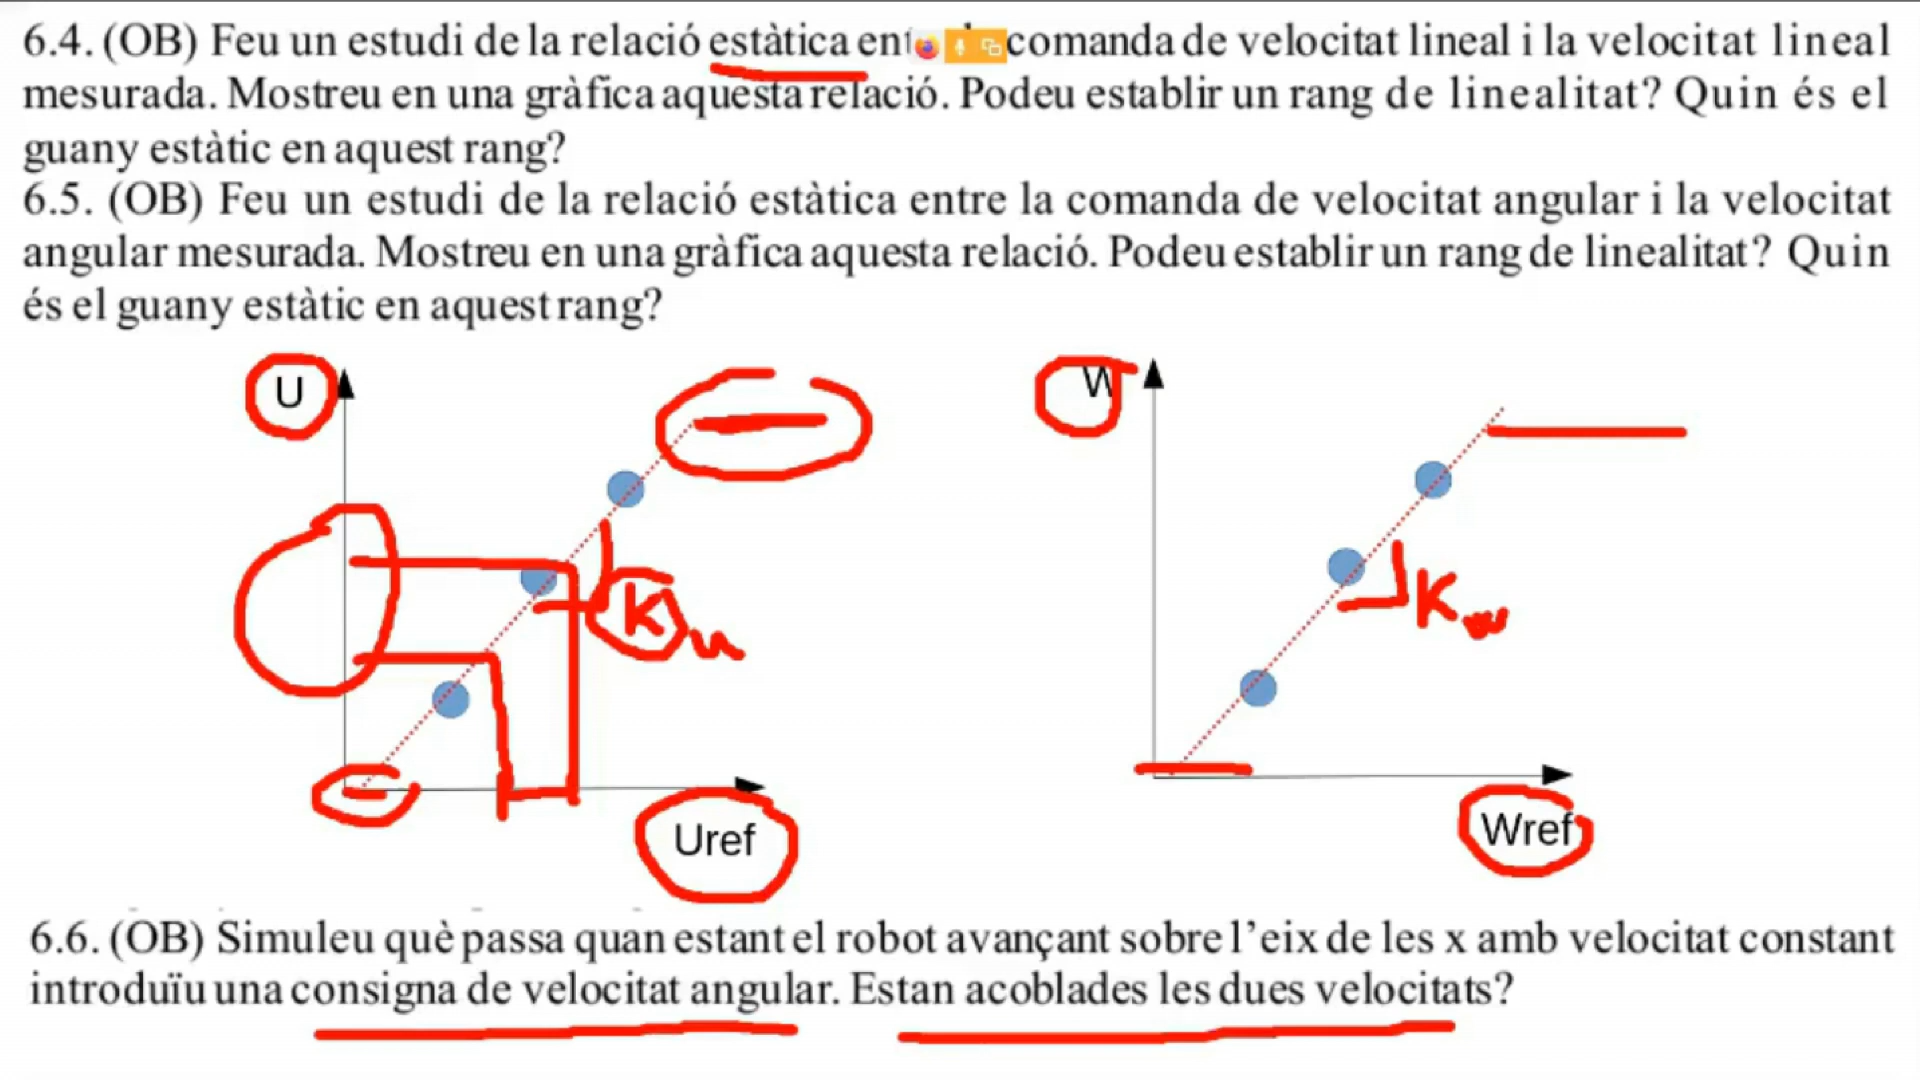 6.4. (OB) Feu un estudi de la relació estàtica comanda de velocitat lineal i la velocitat lineal
mesurada. Mostreu en una gràfica aquesta relació. Podeu establir un rang de linealitat? Quin és el
guany estàtic en aquest rang?
6.5. (OB) Feu un estudi de la relació estàtica entre la comanda de velocitat angular i la velocitat
angular mesurada. Mostreu en una gràfica aquesta relació. Podeu establir un rang de linealitat? Quin
és el guany estàtic en aquest rang?
U
W
Ku
Kw
Uref
Wref
6.6. (OB) Simuleu què passa quan estant el robot avançant sobre l’eix de les x amb velocitat constant
introduïu una consigna de velocitat angular. Estan acoblades les dues velocitats?